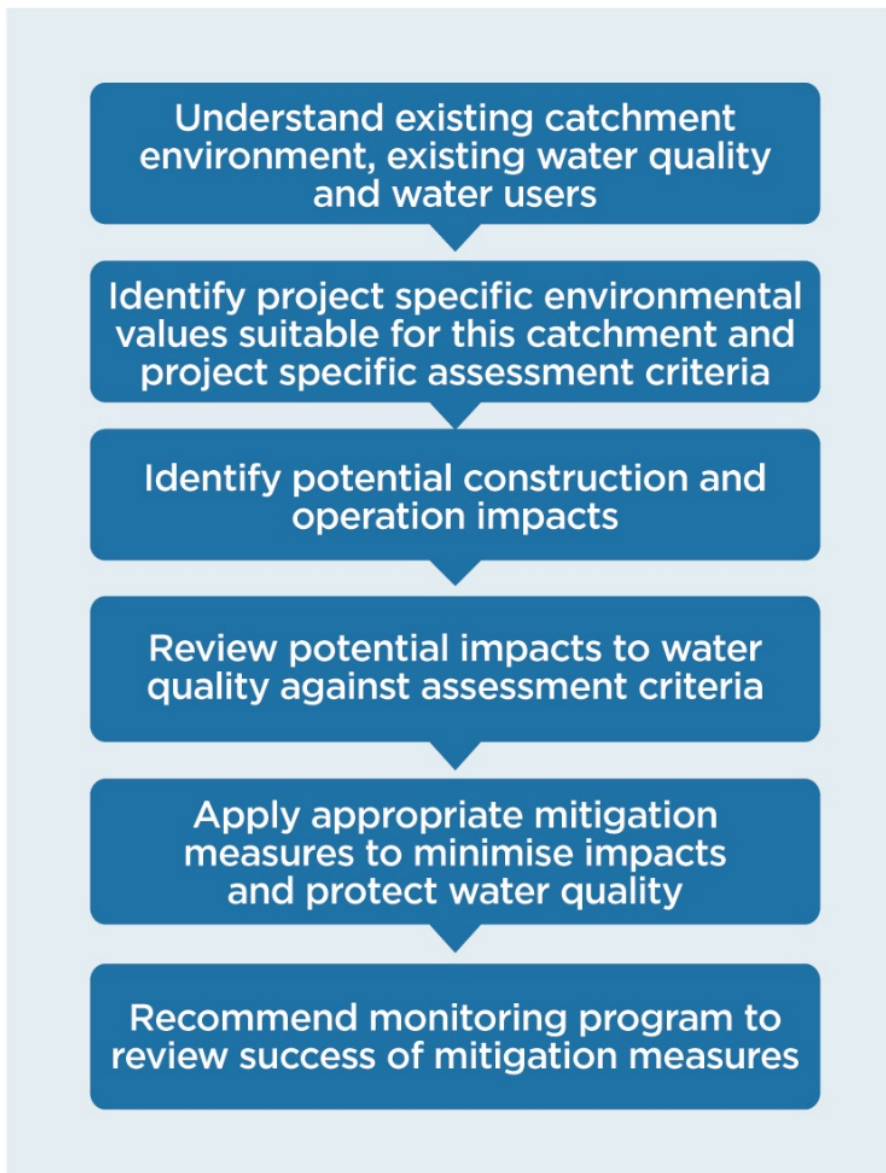 Understand existing catchment
environment, existing water quality
and water users
Identify project specific environmental
values suitable for this catchment and
project specific assessment criteria
Identify potential construction and
operation impacts
Review potential impacts to water
quality against assessment criteria
Apply appropriate mitigation
measures to minimise impacts
and protect water quality
Recommend monitoring program to
review success of mitigation measures